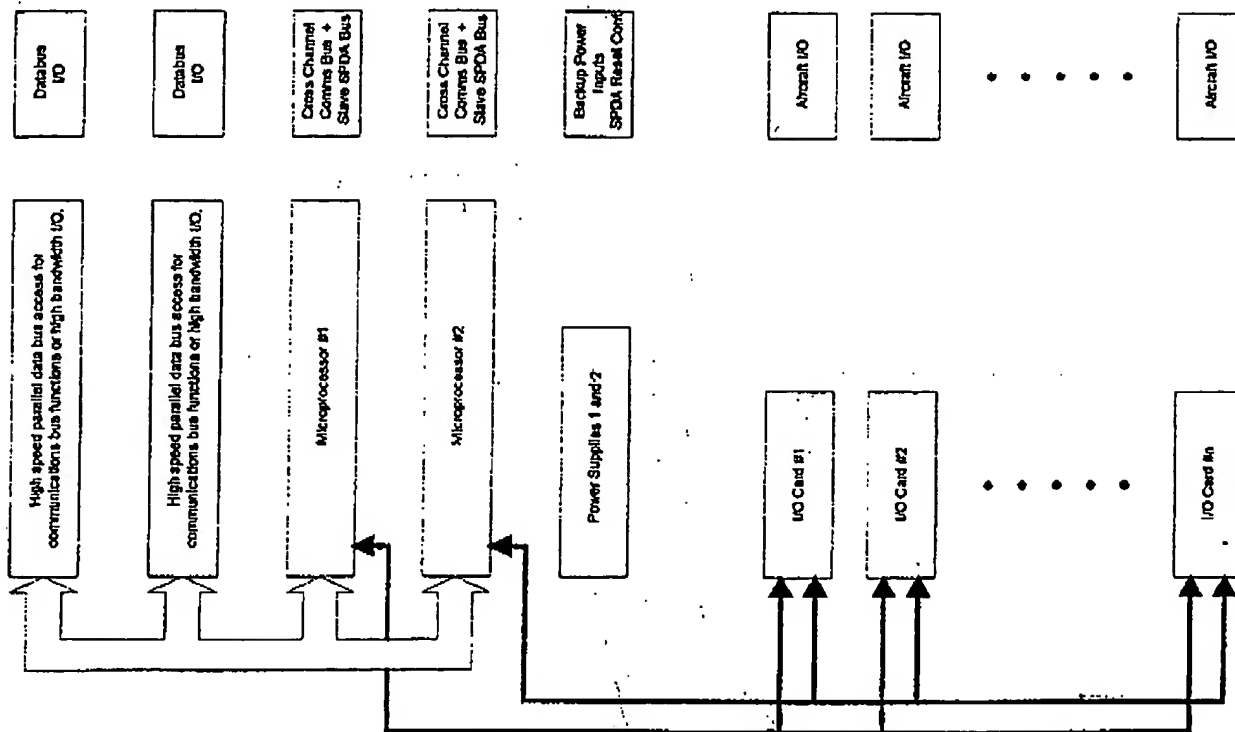 Databus
I/O
Databus
I/O
Cross Channel
Comms Bus +
Slave SPDA Bus
Cross Channel
Comms Bus +
Slave SPDA Bus
Backup Power
Inputs
SPDA Reset Conf
Aircraft I/O
Aircraft I/O
Aircraft I/O
High speed parallel data bus access for
communications bus functions or high bandwidth I/O.
High speed parallel data bus access for
communications bus functions or high bandwidth I/O.
Microprocessor #1
Microprocessor #2
Power Supplies 1 and 2
I/O Card #1
I/O Card #2
I/O Card #n